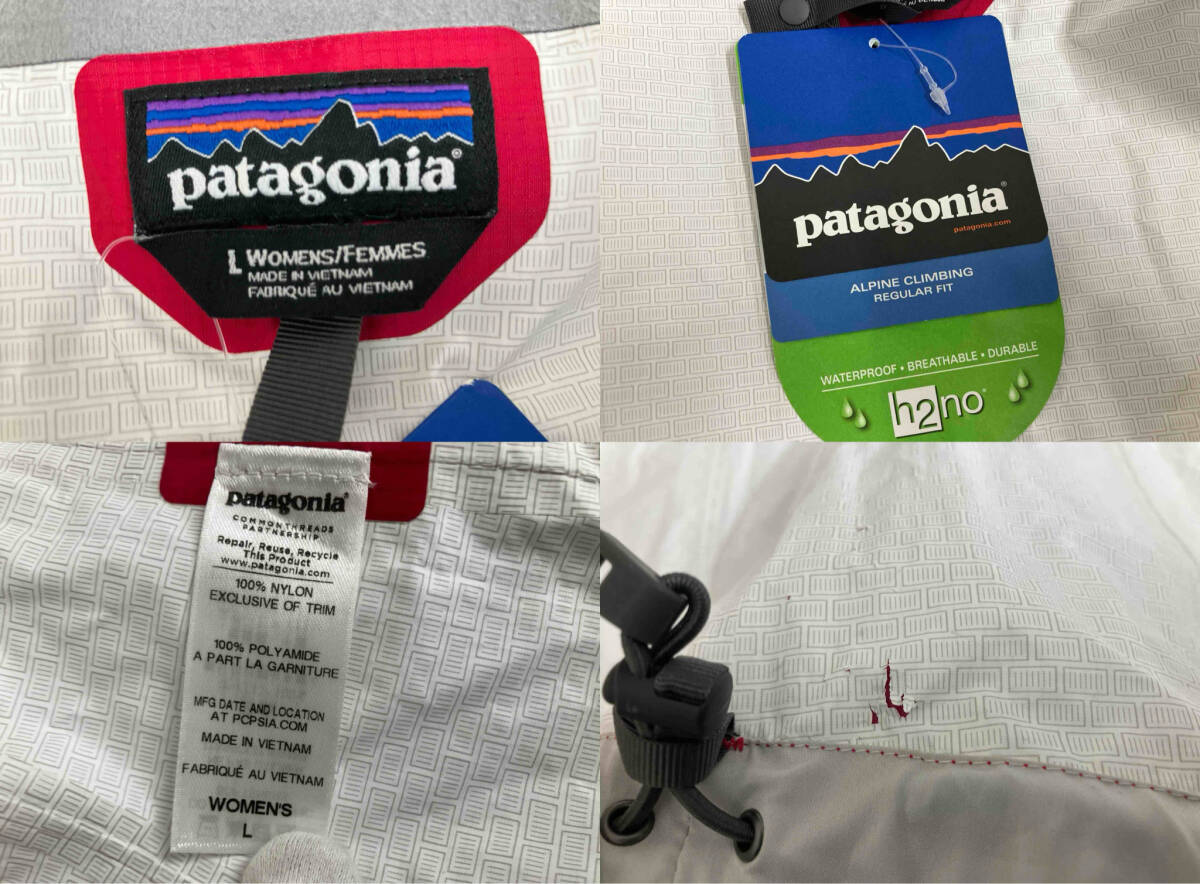 patagonia®
L WOMENS/FEMMES
MADE IN VIETNAM
FABRIQUÉ AU VIETNAM
patagonia®
patagonia.com
ALPINE CLIMBING
REGULAR FIT
WATERPROOF • BREATHABLE • DURABLE
h2no®
patagonia®
COMMON THREADS
PARTNERSHIP
Repair, Reuse, Recycle
This Product
www.patagonia.com
100% NYLON
EXCLUSIVE OF TRIM
100% POLYAMIDE
A PART LA GARNITURE
MFG DATE AND LOCATION
AT PCPSIA.COM
MADE IN VIETNAM
FABRIQUÉ AU VIETNAM
WOMEN'S
L